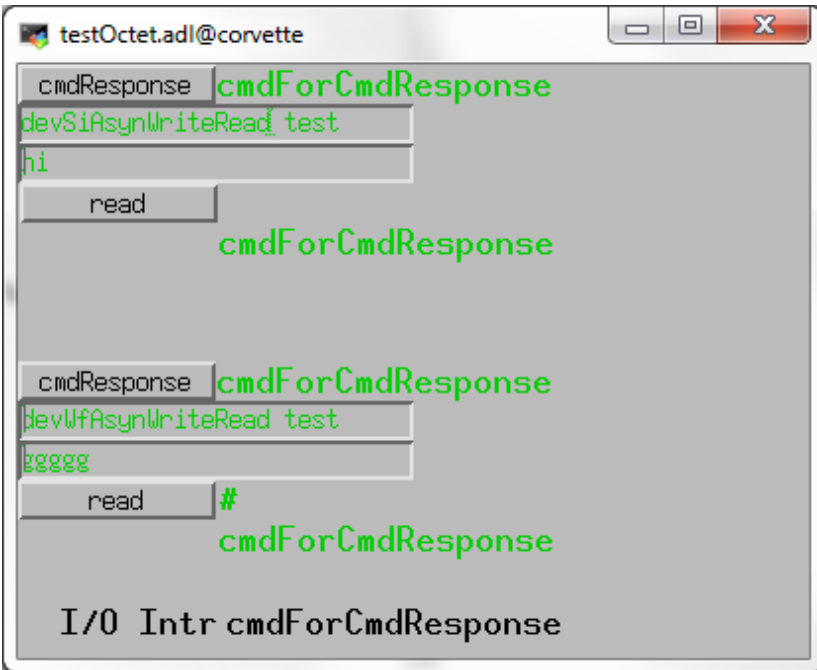 testOctet.adl@corvette
cmdResponse cmdForCmdResponse
devSiAsynWriteRead test
hi
read
cmdForCmdResponse
cmdResponse cmdForCmdResponse
devWfAsynWriteRead test
ggggg
read #
cmdForCmdResponse
I/O Intr cmdForCmdResponse